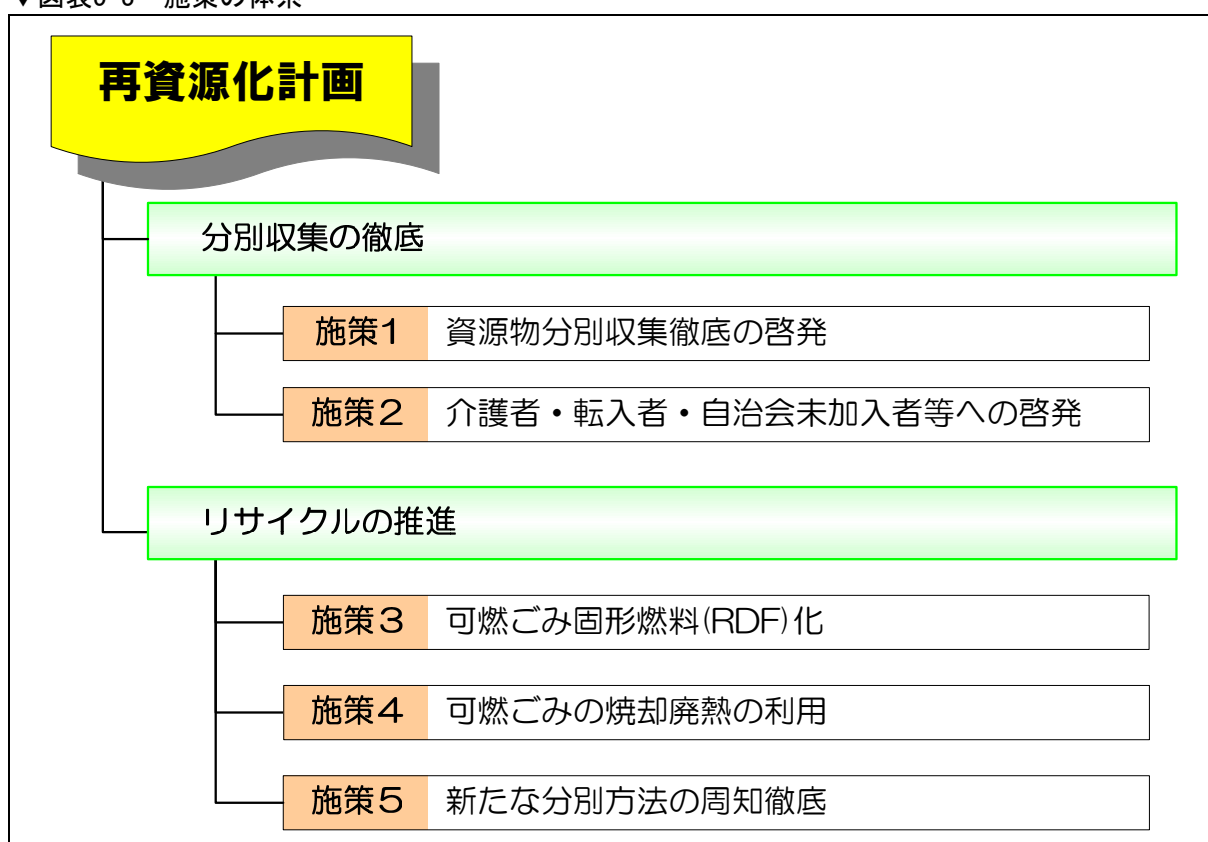 再資源化計画
分別収集の徹底
施策1 資源物分別収集徹底の啓発
施策2 介護者・転入者・自治会未加入者等への啓発
リサイクルの推進
施策3 可燃ごみ固形燃料(RDF)化
施策4 可燃ごみの焼却廃熱の利用
施策5 新たな分別方法の周知徹底